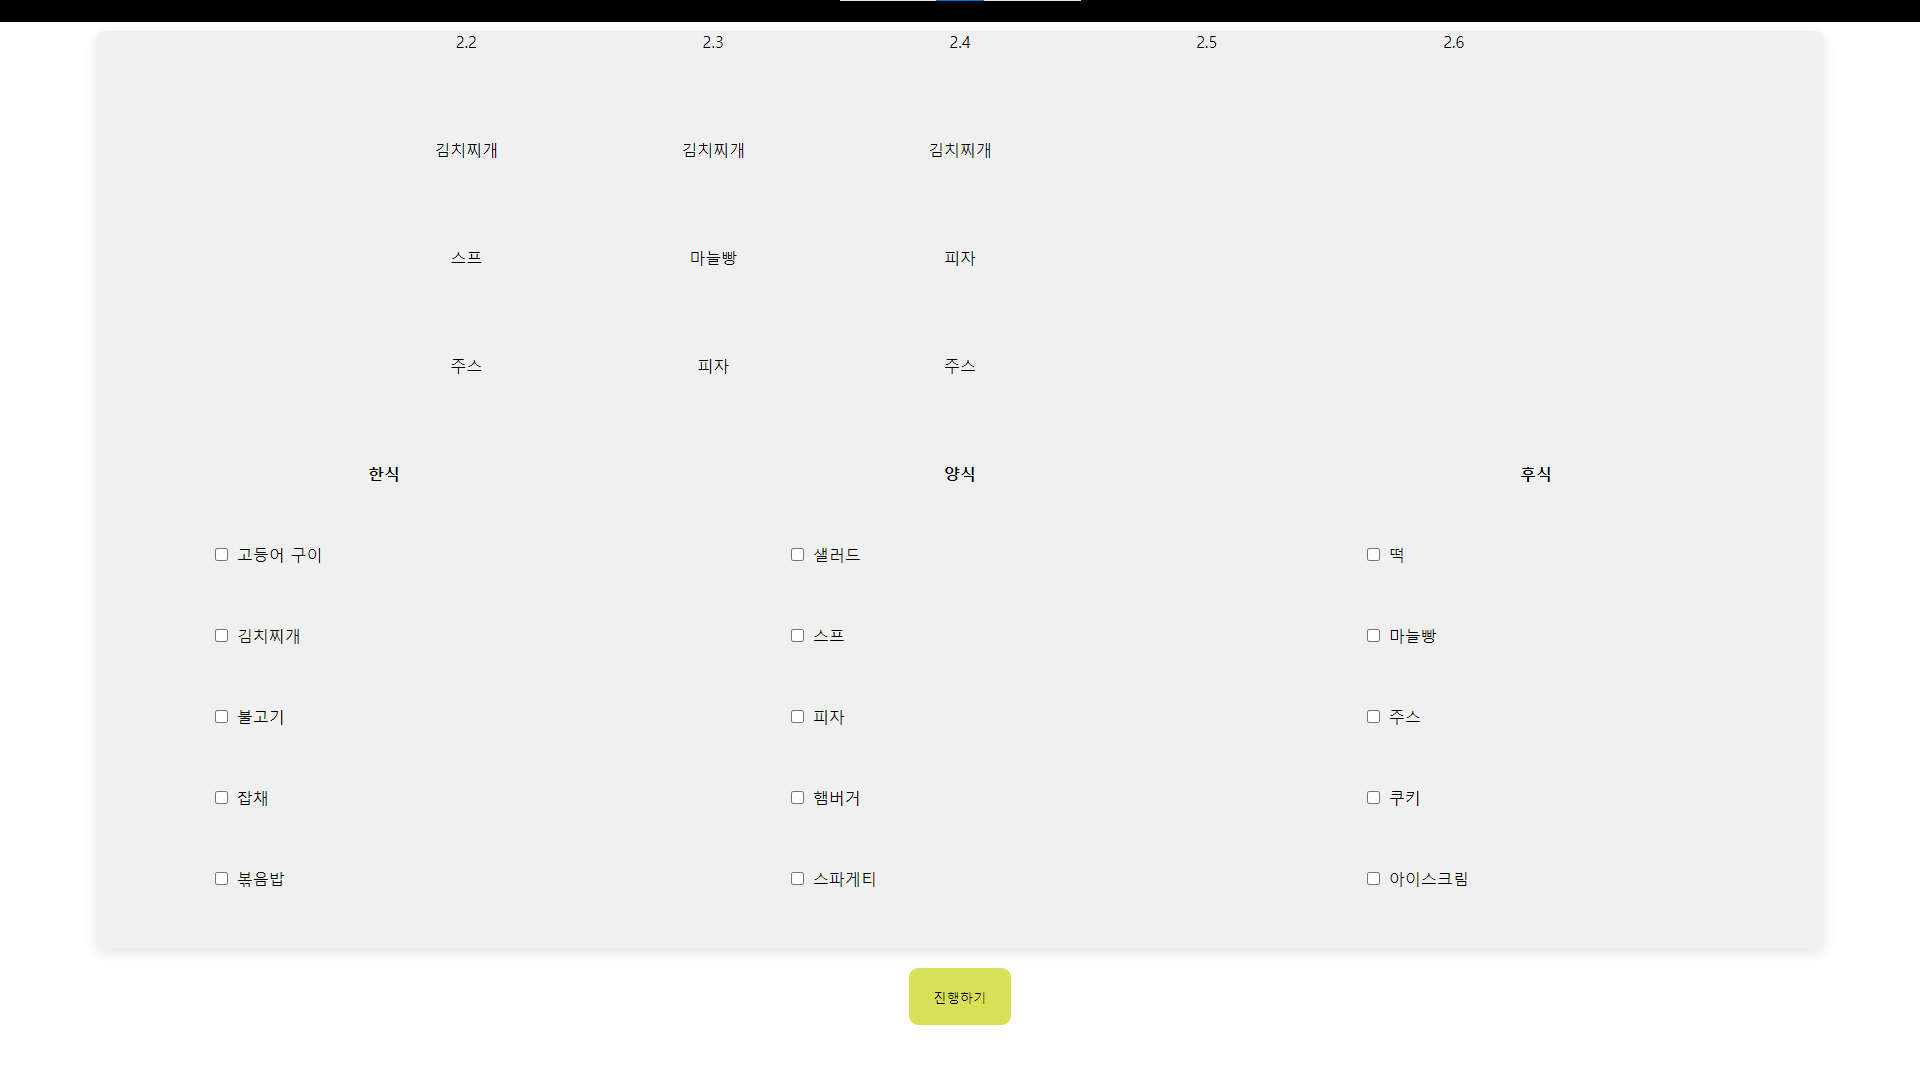 2.2 2.3 2.4 2.5 2.6
김치찌개 김치찌개 김치찌개
스프 마늘빵 피자
주스 피자 주스
한식 양식 후식
고등어 구이 샐러드 떡
김치찌개 스프 마늘빵
불고기 피자 주스
잡채 햄버거 쿠키
볶음밥 스파게티 아이스크림
진행하기